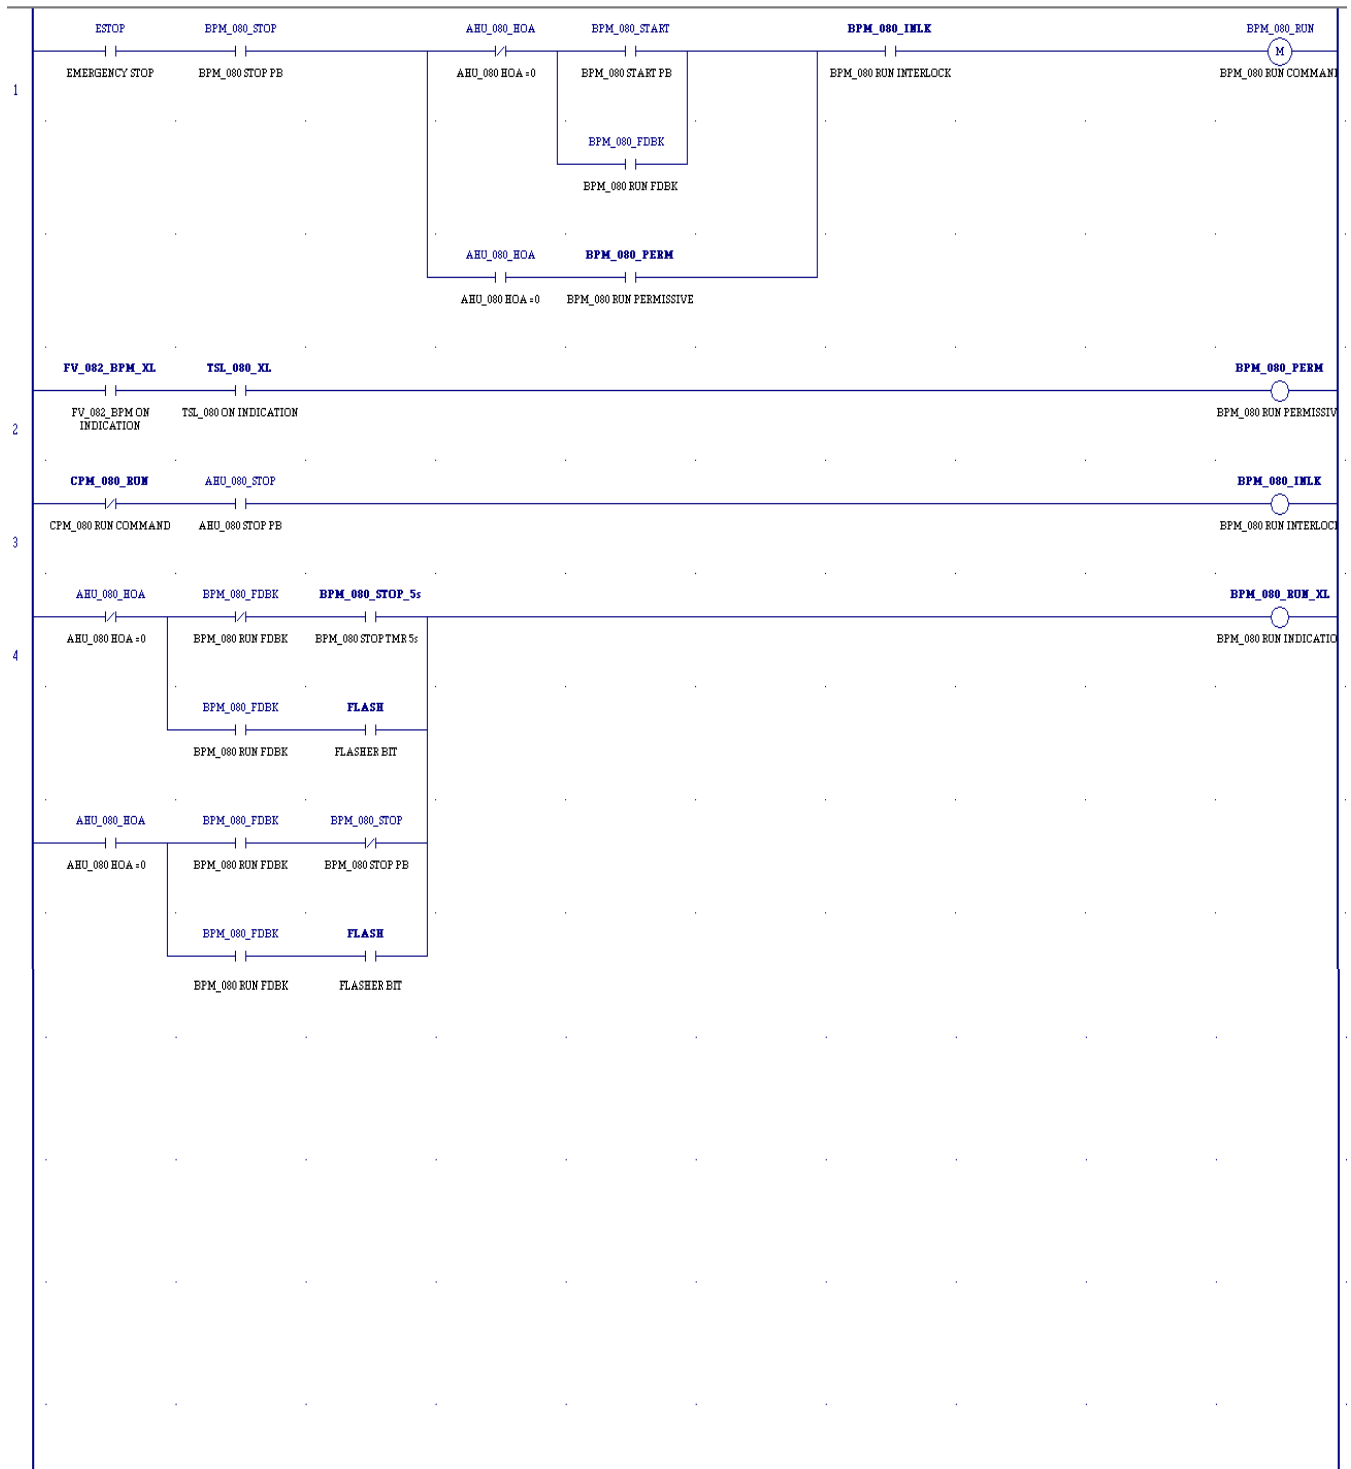 ESTOP BPM_080_STOP AHU_080_HOA BPM_080_START BPM_080_INLK BPM_080_RUN
M
EMERGENCY STOP BPM_080 STOP PB AHU_080 HOA=0 BPM_080 START PB BPM_080 RUN INTERLOCK BPM_080 RUN COMMAN
1
BPM_080_FDBK
BPM_080 RUN FDBK
AHU_080_HOA BPM_080_PERM
AHU_080 HOA=0 BPM_080 RUN PERMISSIVE
FV_082_BPM_XL TSL_080_XL BPM_080_PERM
FV_082_BPM ON TSL_080 ON INDICATION BPM_080 RUN PERMISSIV
INDICATION
2
CPM_080_RUN AHU_080_STOP BPM_080_INLK
CPM_080 RUN COMMAND AHU_080 STOP PB BPM_080 RUN INTERLOC
3
AHU_080_HOA BPM_080_FDBK BPM_080_STOP_5s BPM_080_RUN_XL
AHU_080 HOA=0 BPM_080 RUN FDBK BPM_080 STOP TMR 5s BPM_080 RUN INDICATIO
4
BPM_080_FDBK FLASH
BPM_080 RUN FDBK FLASHER BIT
AHU_080_HOA BPM_080_FDBK BPM_080_STOP
AHU_080 HOA=0 BPM_080 RUN FDBK BPM_080 STOP PB
BPM_080_FDBK FLASH
BPM_080 RUN FDBK FLASHER BIT